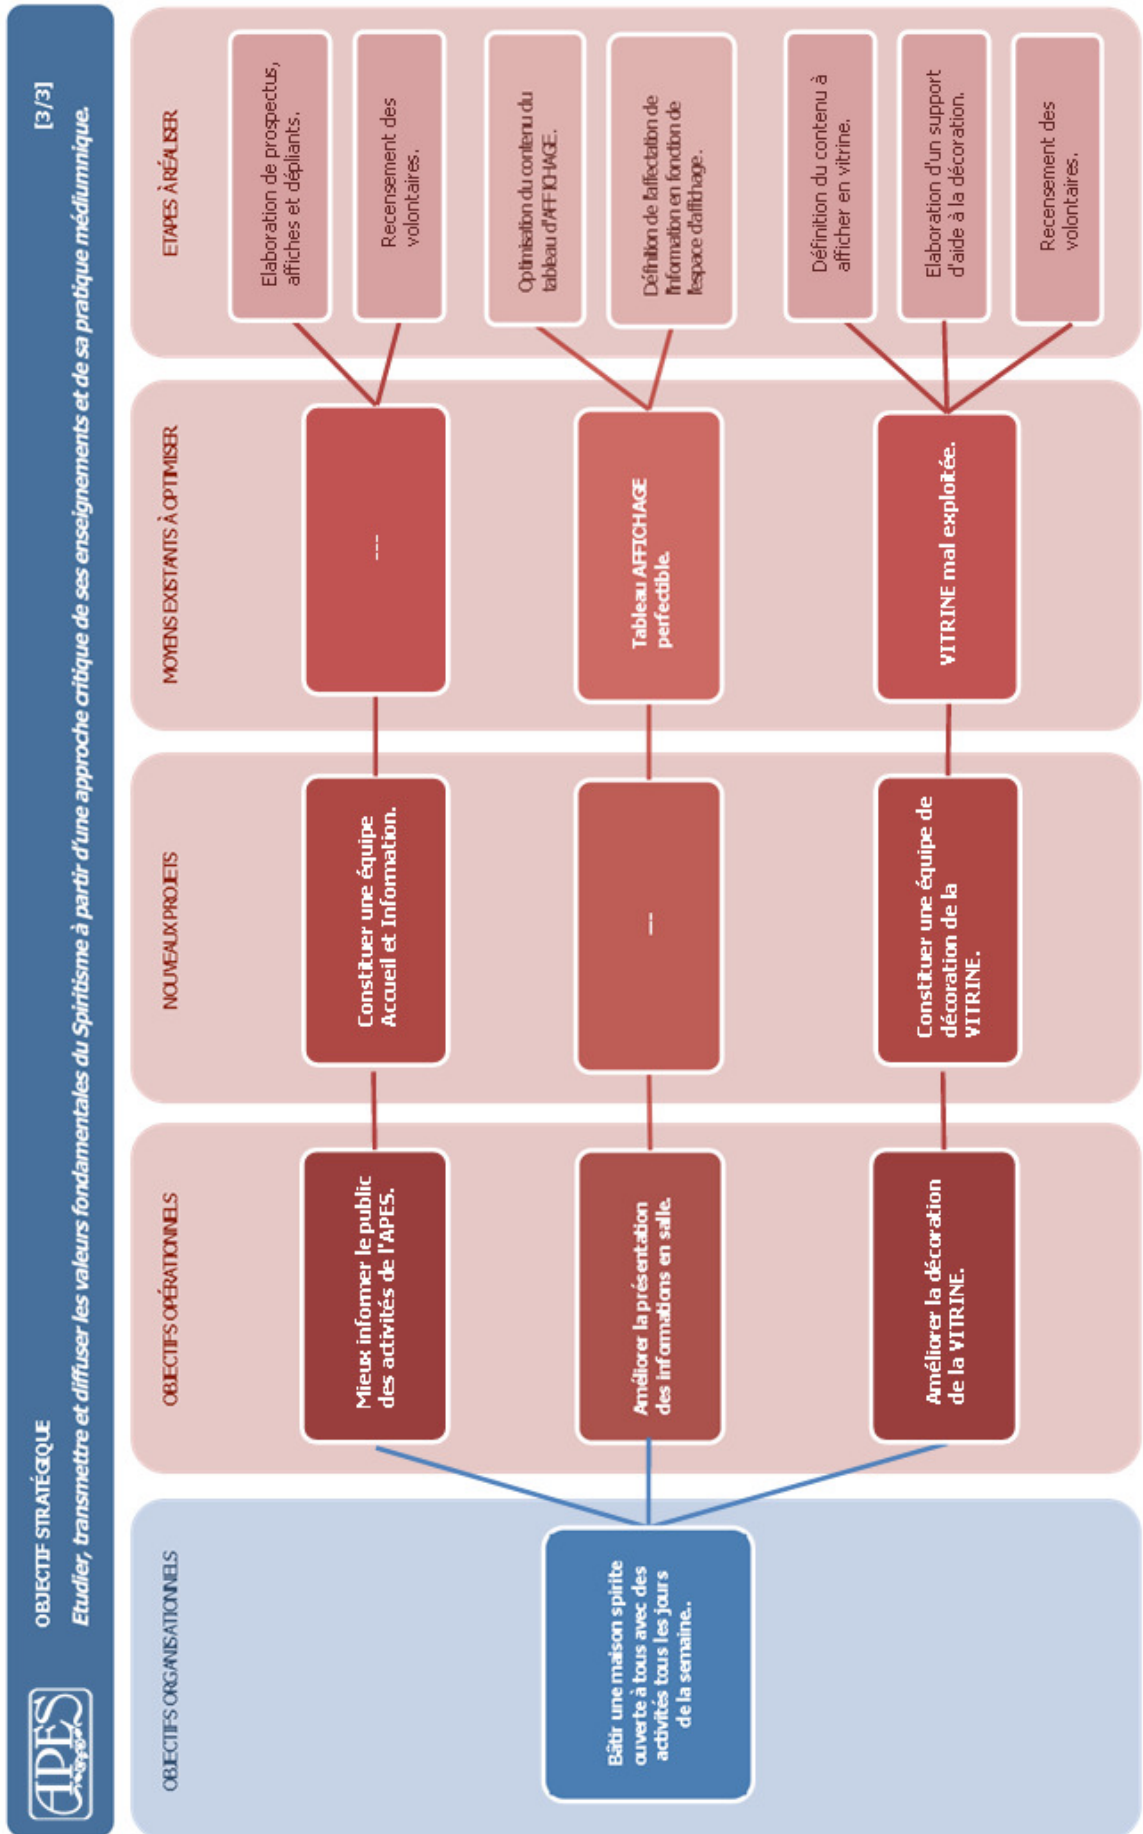 APES
OBJECTIF STRATÉGIQUE
[3/3]
Etudier, transmettre et diffuser les valeurs fondamentales du Spiritisme à partir d'une approche critique de ses enseignements et de sa pratique médiumnique.
OBJECTIFS ORGANISATIONNELS
Bâtir une maison spirite
ouverte à tous avec des
activités tous les jours
de la semaine..
OBJECTIFS OPÉRATIONNELS
Mieux informer le public
des activités de l'APES.
Améliorer la présentation
des informations en salle.
Améliorer la décoration
de la VITRINE.
NOUVEAUX PROJETS
Constituer une équipe
Accueil et Information.
---
Constituer une équipe de
décoration de la
VITRINE.
MOYENS EXISTANTS À OPTIMISER
---
Tableau AFFICHAGE
perfectible.
VITRINE mal exploitée.
ETAPES À RÉALISER
Elaboration de prospectus,
affiches et dépliants.
Recensement des
volontaires.
Optimisation du contenu du
tableau d'AFFICHAGE.
Définition de l'affectation de
l'information en fonction de
l'espace d'affichage.
Définition du contenu à
afficher en vitrine.
Elaboration d'un support
d'aide à la décoration.
Recensement des
volontaires.